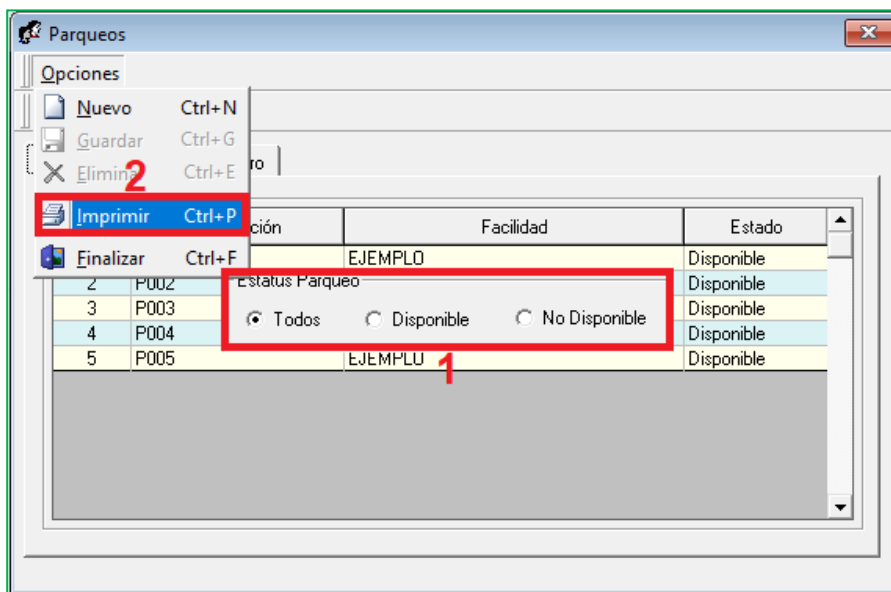 Parqueos
Opciones
Nuevo Ctrl+N
Guardar Ctrl+G
Elimina Ctrl+E
2
ro
Imprimir Ctrl+P
ción Facilidad Estado
Finalizar Ctrl+F
EJEMPLO Disponible
2 P002 Disponible
Estatus Parqueo
3 P003 Disponible
Todos Disponible No Disponible
4 P004 Disponible
5 P005 EJEMPLO Disponible
1